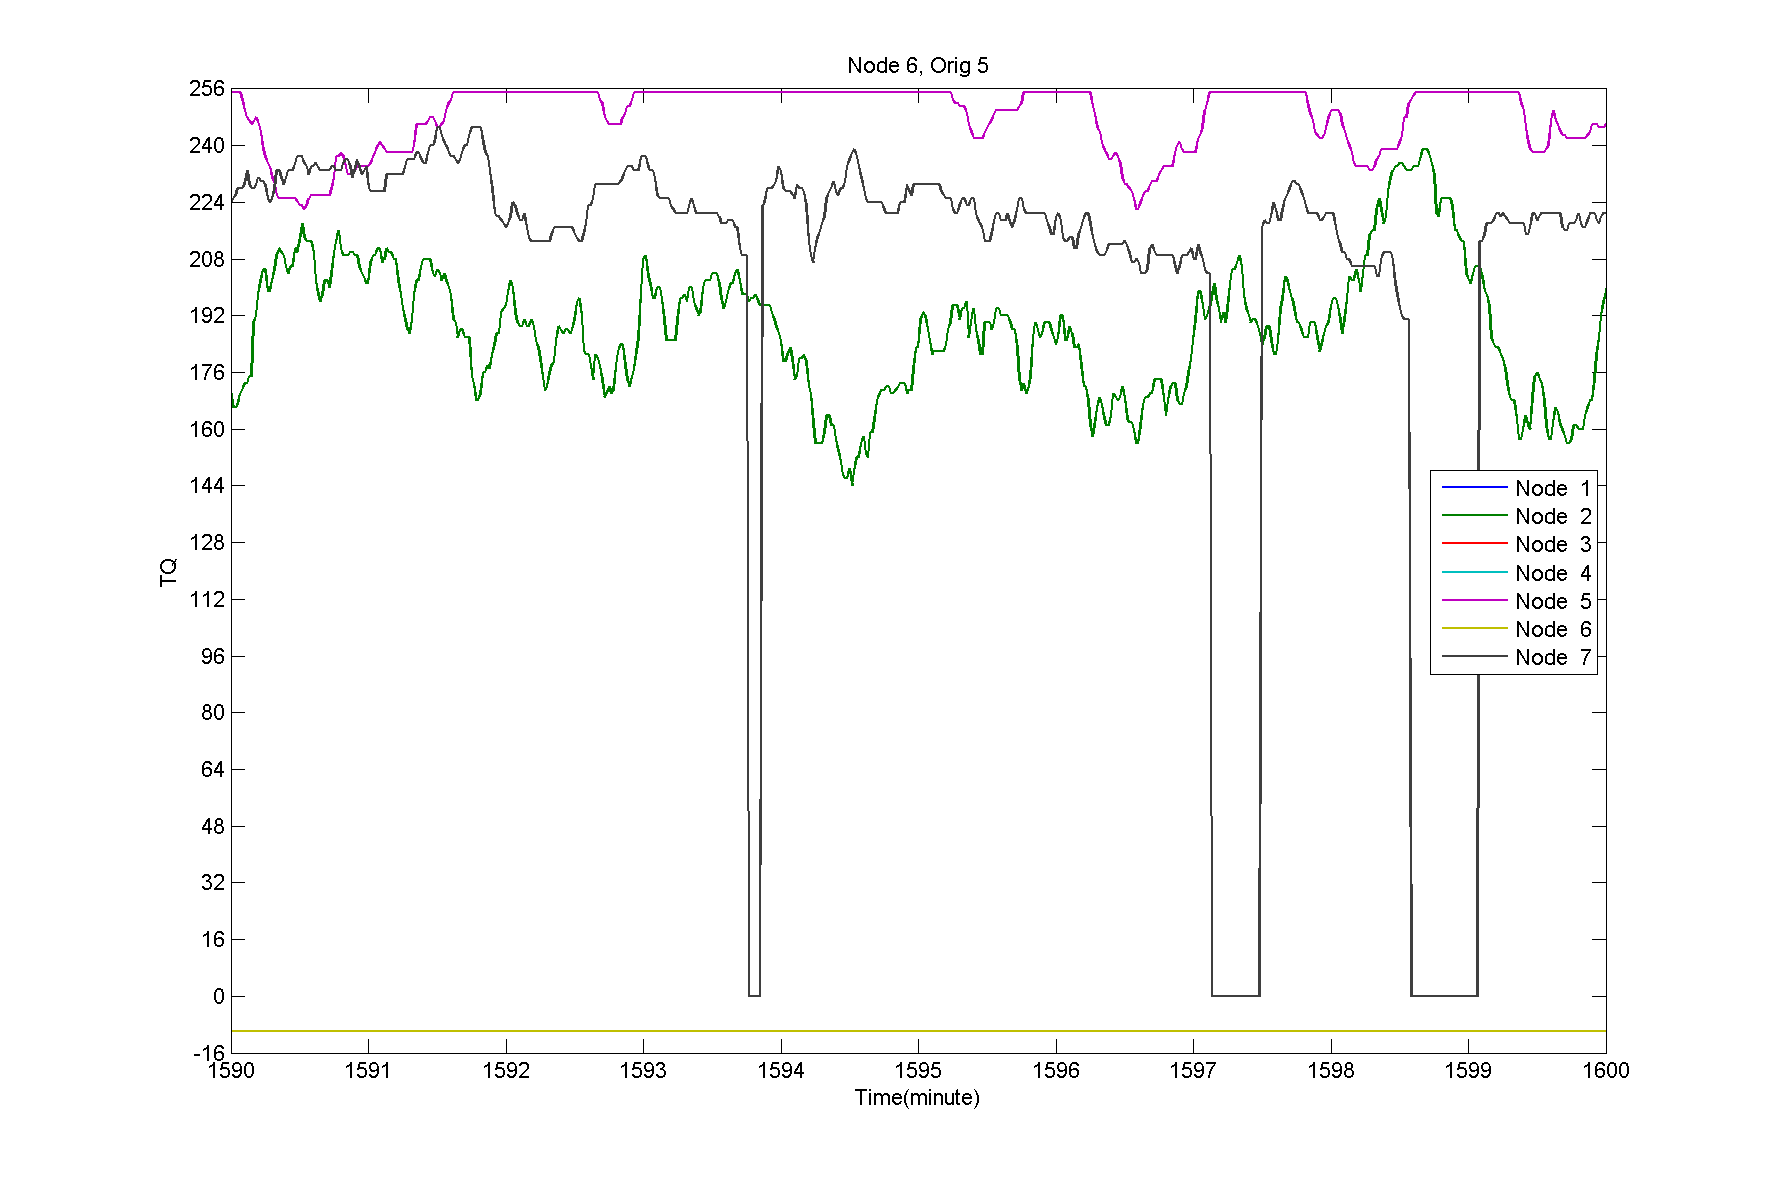 Node 6, Orig 5
256
240
224
208
192
176
160
144
128
112
96
80
64
48
32
16
0
-16
TQ
Node 1
Node 2
Node 3
Node 4
Node 5
Node 6
Node 7
1590 1591 1592 1593 1594 1595 1596 1597 1598 1599 1600
Time(minute)